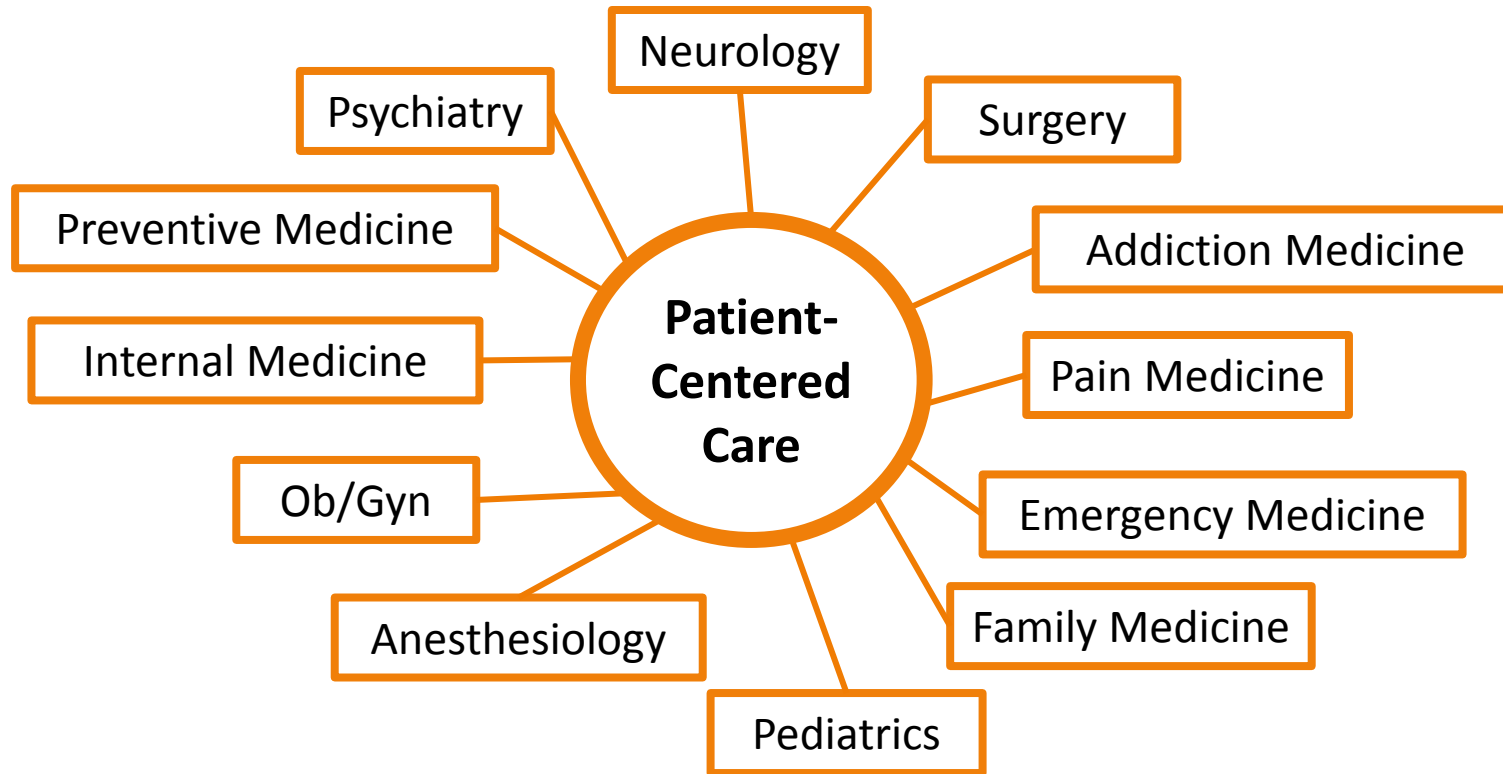 Neurology
Psychiatry
Surgery
Preventive Medicine
Addiction Medicine
Patient-
Centered
Care
Internal Medicine
Pain Medicine
Ob/Gyn
Emergency Medicine
Anesthesiology
Family Medicine
Pediatrics